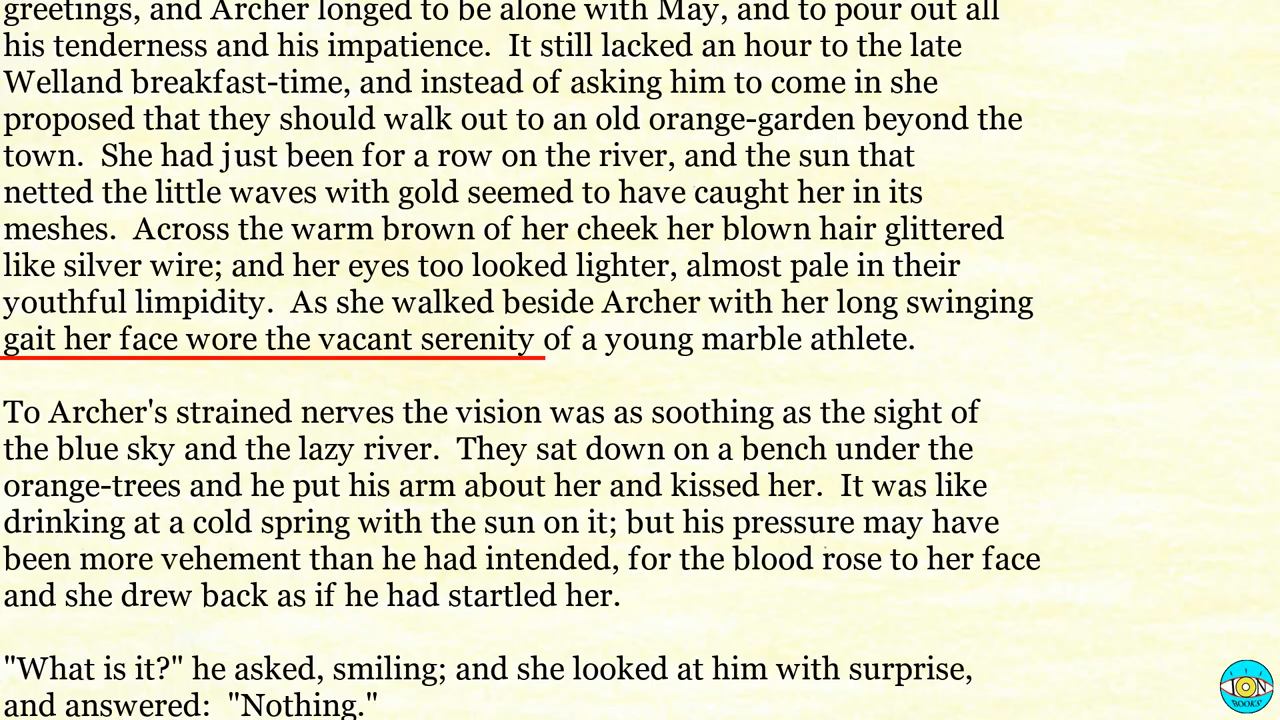 greetings, and Archer longed to be alone with May, and to pour out all
his tenderness and his impatience.  It still lacked an hour to the late
Welland breakfast-time, and instead of asking him to come in she
proposed that they should walk out to an old orange-garden beyond the
town.  She had just been for a row on the river, and the sun that
netted the little waves with gold seemed to have caught her in its
meshes.  Across the warm brown of her cheek her blown hair glittered
like silver wire; and her eyes too looked lighter, almost pale in their
youthful limpidity.  As she walked beside Archer with her long swinging
gait her face wore the vacant serenity of a young marble athlete.
To Archer's strained nerves the vision was as soothing as the sight of
the blue sky and the lazy river.  They sat down on a bench under the
orange-trees and he put his arm about her and kissed her.  It was like
drinking at a cold spring with the sun on it; but his pressure may have
been more vehement than he had intended, for the blood rose to her face
and she drew back as if he had startled her.
"What is it?" he asked, smiling; and she looked at him with surprise,
and answered:  "Nothing."
ION
BOOKS